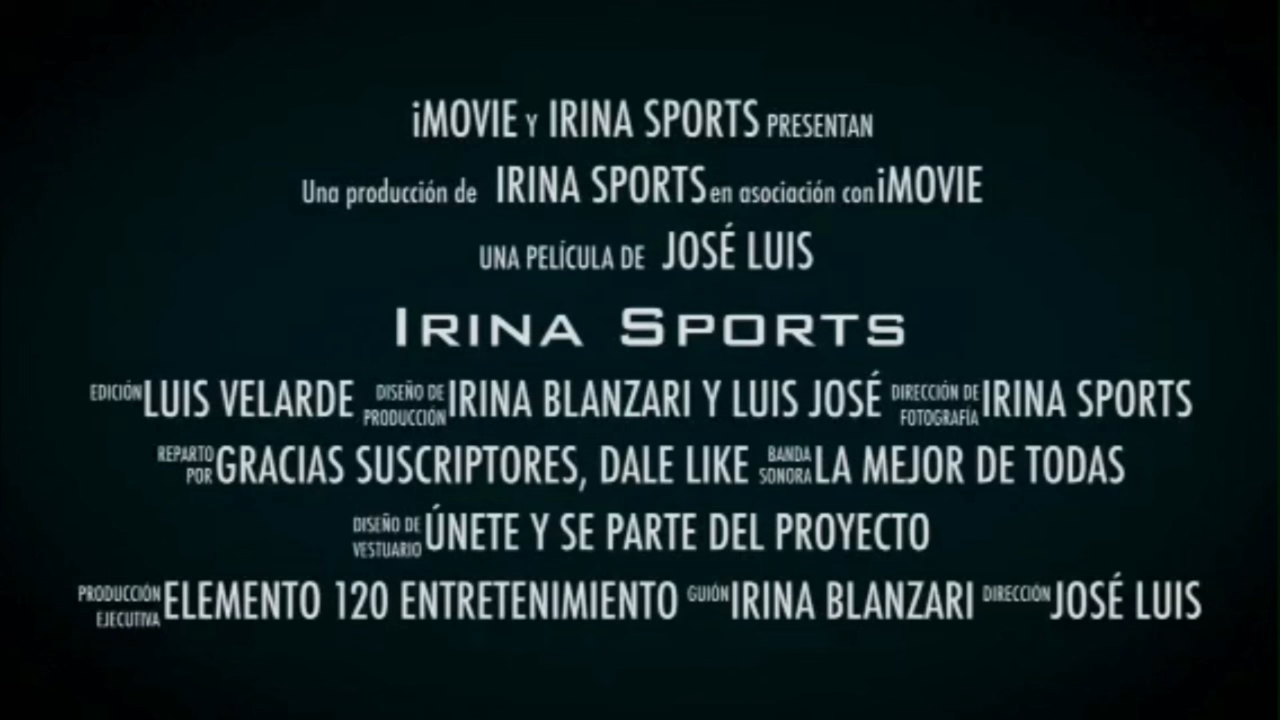 iMOVIE Y IRINA SPORTS PRESENTAN
Una producción de IRINA SPORTS en asociación con iMOVIE
UNA PELÍCULA DE JOSÉ LUIS
IRINA SPORTS
EDICIÓN LUIS VELARDE DISEÑO DE PRODUCCIÓN IRINA BLANZARI Y LUIS JOSÉ DIRECCIÓN DE FOTOGRAFÍA IRINA SPORTS
REPARTO POR GRACIAS SUSCRIPTORES, DALE LIKE BANDA SONORA LA MEJOR DE TODAS
DISEÑO DE VESTUARIO ÚNETE Y SE PARTE DEL PROYECTO
PRODUCCIÓN EJECUTIVA ELEMENTO 120 ENTRETENIMIENTO GUIÓN IRINA BLANZARI DIRECCIÓN JOSÉ LUIS